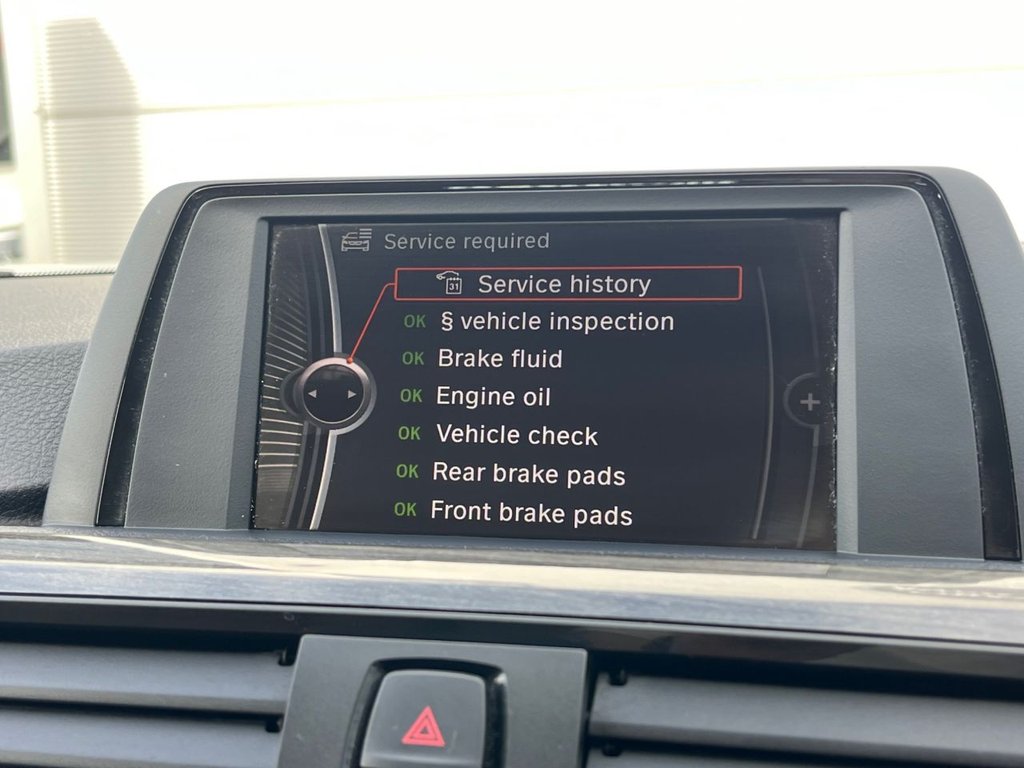 Service required
31 Service history
OK § vehicle inspection
OK Brake fluid
OK Engine oil
OK Vehicle check
OK Rear brake pads
OK Front brake pads